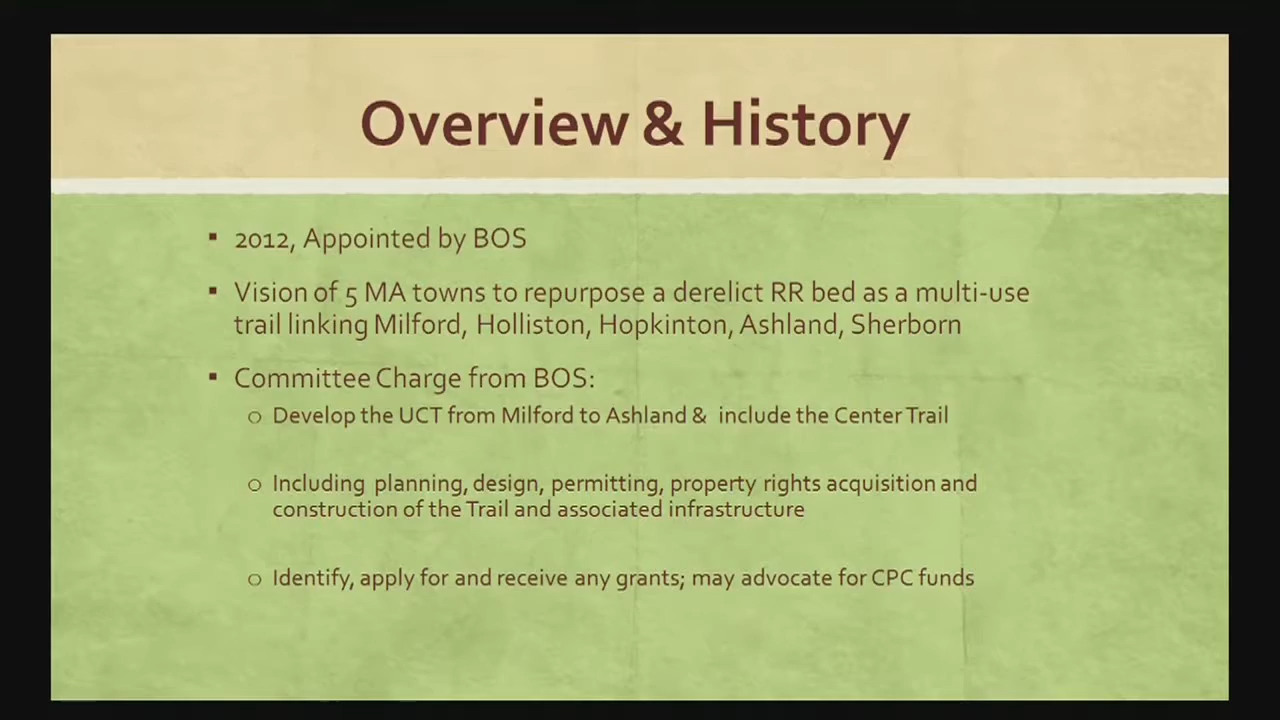 Overview & History
▪ 2012, Appointed by BOS
▪ Vision of 5 MA towns to repurpose a derelict RR bed as a multi-use
trail linking Milford, Holliston, Hopkinton, Ashland, Sherborn
▪ Committee Charge from BOS:
o Develop the UCT from Milford to Ashland & include the Center Trail
o Including planning, design, permitting, property rights acquisition and
construction of the Trail and associated infrastructure
o Identify, apply for and receive any grants; may advocate for CPC funds